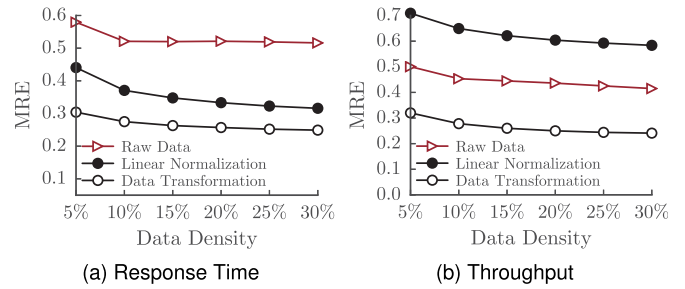 0.6
0.5
0.4
0.3
0.2
0.1
MRE
Raw Data
Linear Normalization
Data Transformation
5% 10% 15% 20% 25% 30%
Data Density
(a) Response Time
0.7
0.6
0.5
0.4
0.3
0.2
0.1
0.0
MRE
Raw Data
Linear Normalization
Data Transformation
5% 10% 15% 20% 25% 30%
Data Density
(b) Throughput